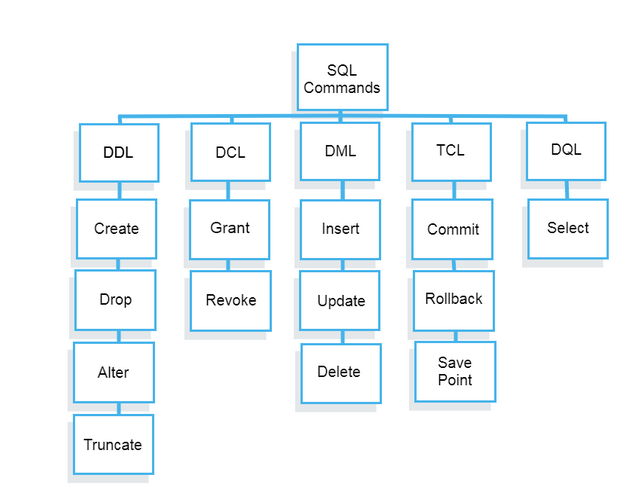 SQL
Commands
DDL
DCL
DML
TCL
DQL
Create
Grant
Insert
Commit
Select
Drop
Revoke
Update
Rollback
Alter
Delete
Save
Point
Truncate